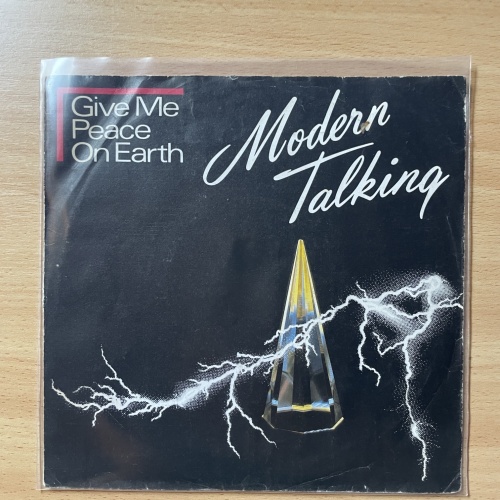 Give Me
Peace
On Earth
Modern
Talking